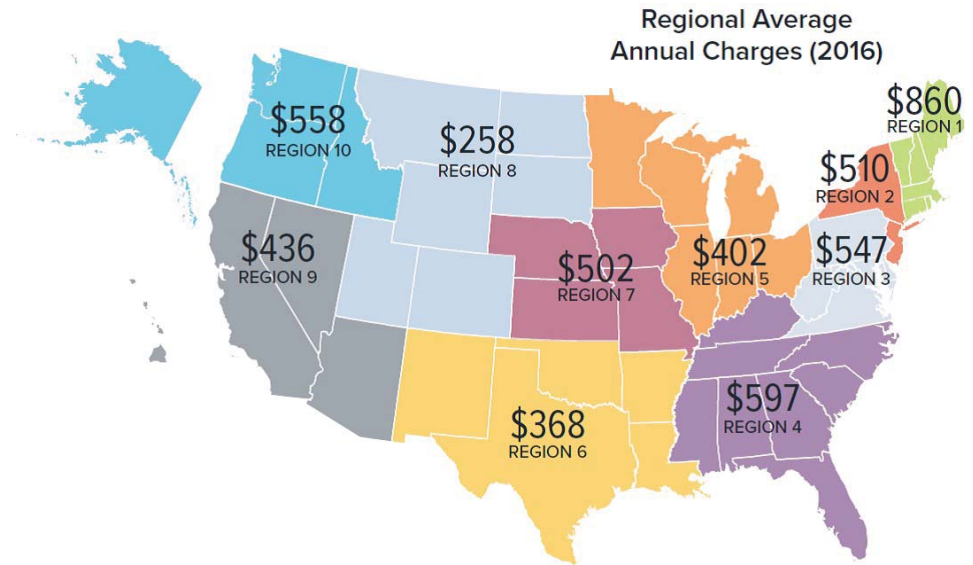 Regional Average
Annual Charges (2016)
$860
REGION 1
$558
REGION 10
$258
REGION 8
$510
REGION 2
$436
REGION 9
$502
REGION 7
$402
REGION 5
$547
REGION 3
$368
REGION 6
$597
REGION 4